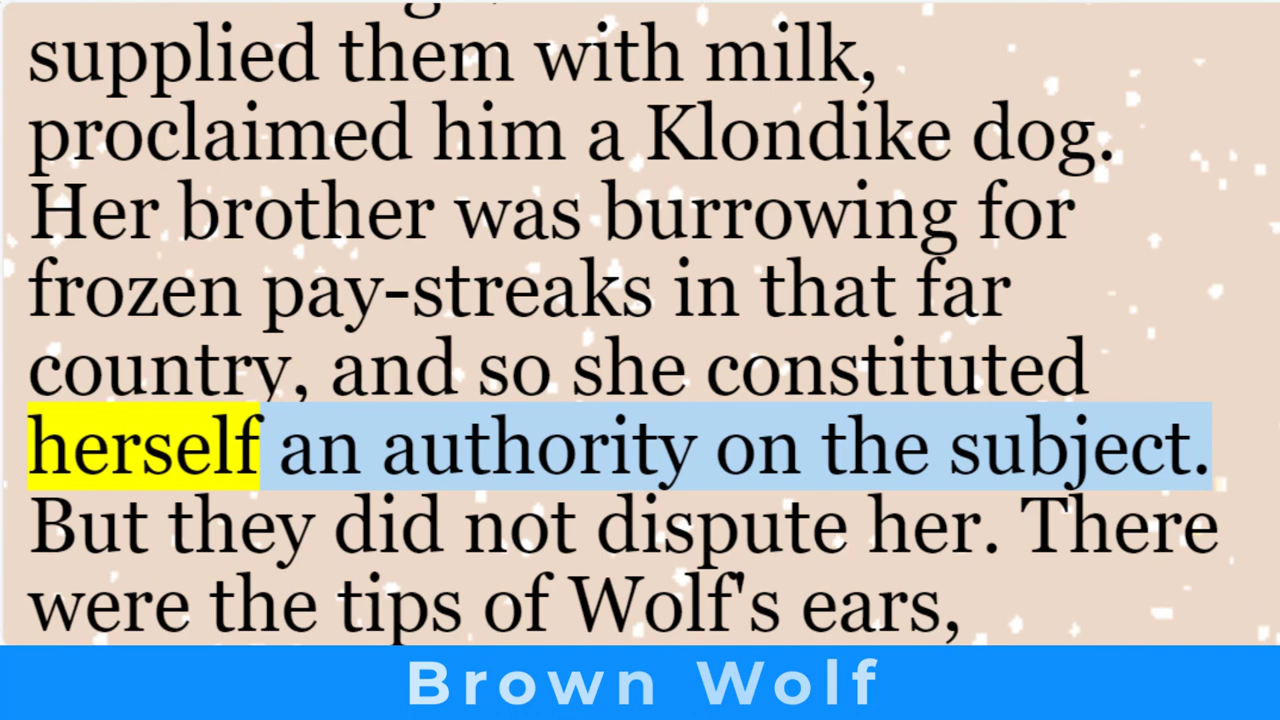 supplied them with milk,
proclaimed him a Klondike dog.
Her brother was burrowing for
frozen pay-streaks in that far
country, and so she constituted
herself an authority on the subject.
But they did not dispute her. There
were the tips of Wolf's ears,
Brown Wolf